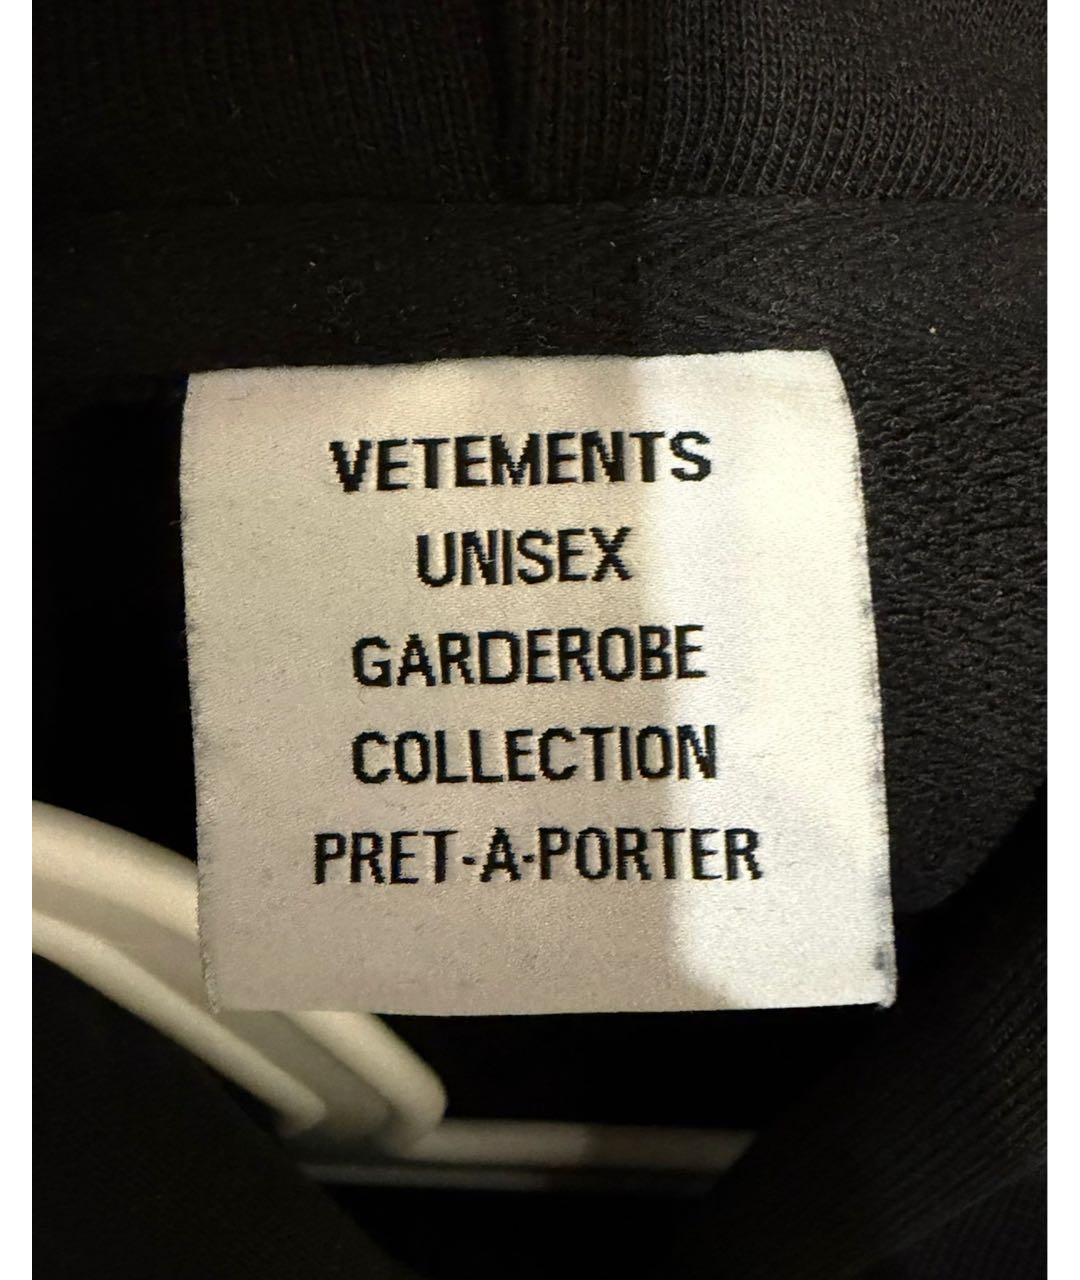 VETEMENTS
UNISEX
GARDEROBE
COLLECTION
PRET-A-PORTER